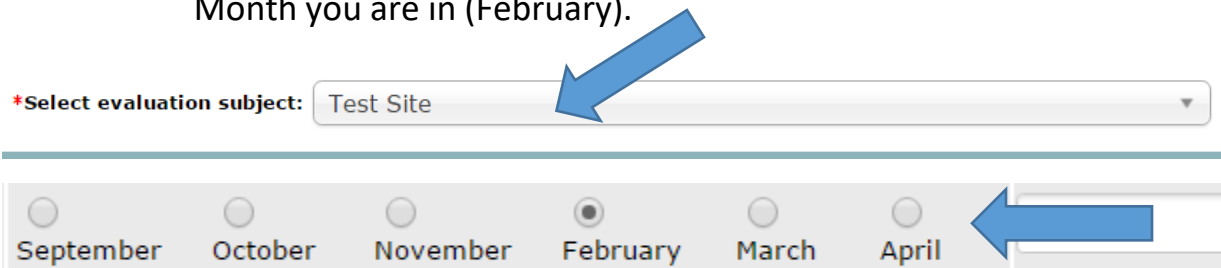 Month you are in (February).
*Select evaluation subject: Test Site
September October November February March April